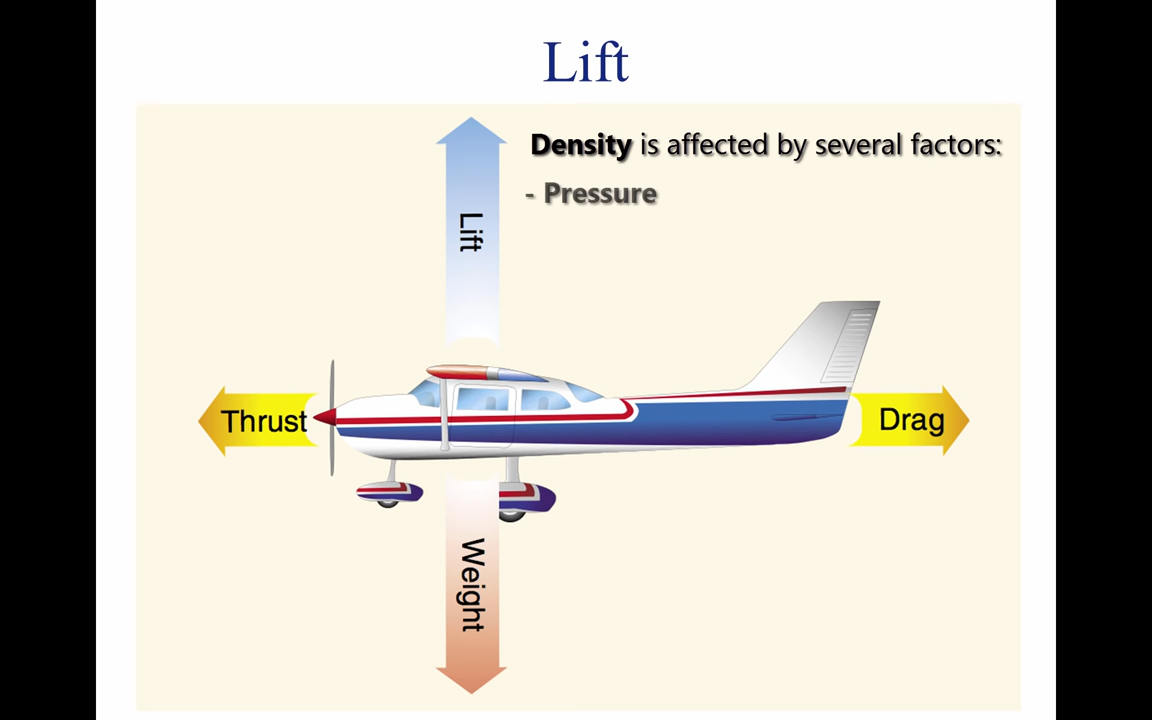 Lift
Density is affected by several factors:
- Pressure
Lift
Thrust
Drag
Weight